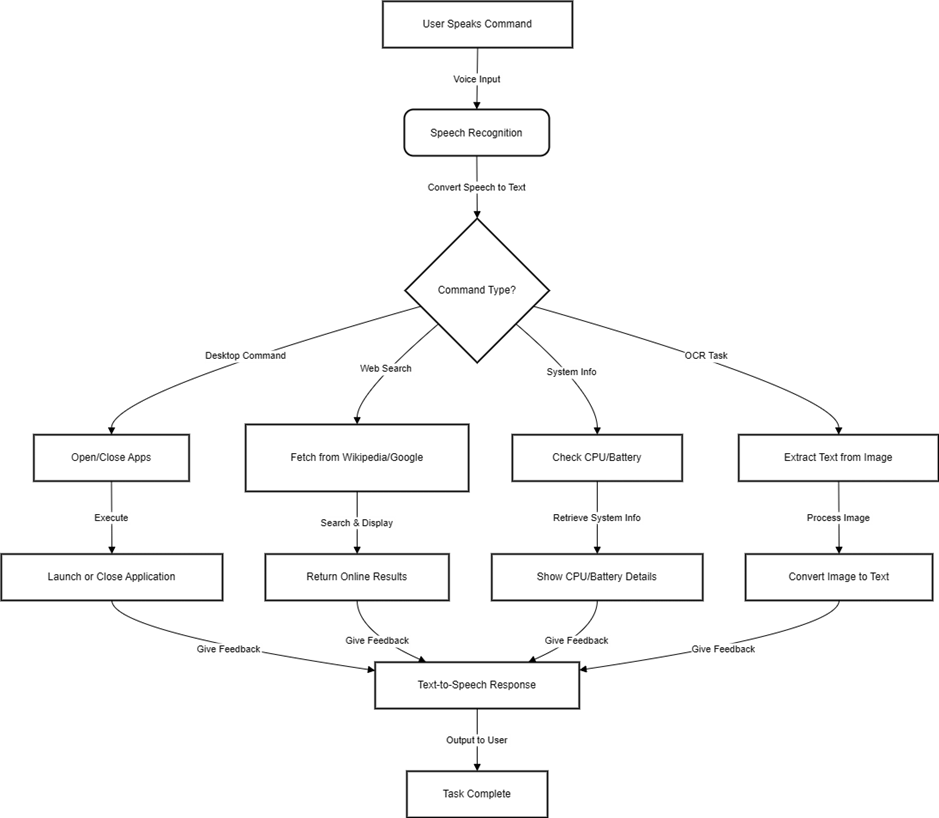 User Speaks Command
Voice Input
Speech Recognition
Convert Speech to Text
Command Type?
Desktop Command
Web Search
System Info
OCR Task
Open/Close Apps
Fetch from Wikipedia/Google
Check CPU/Battery
Extract Text from Image
Execute
Search & Display
Retrieve System Info
Process Image
Launch or Close Application
Return Online Results
Show CPU/Battery Details
Convert Image to Text
Give Feedback
Give Feedback
Give Feedback
Give Feedback
Text-to-Speech Response
Output to User
Task Complete